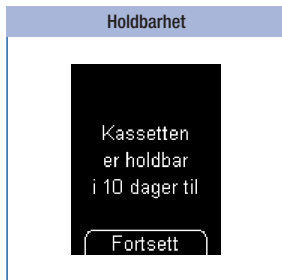 Holdbarhet
Kassetten
er holdbar
i 10 dager til
Fortsett